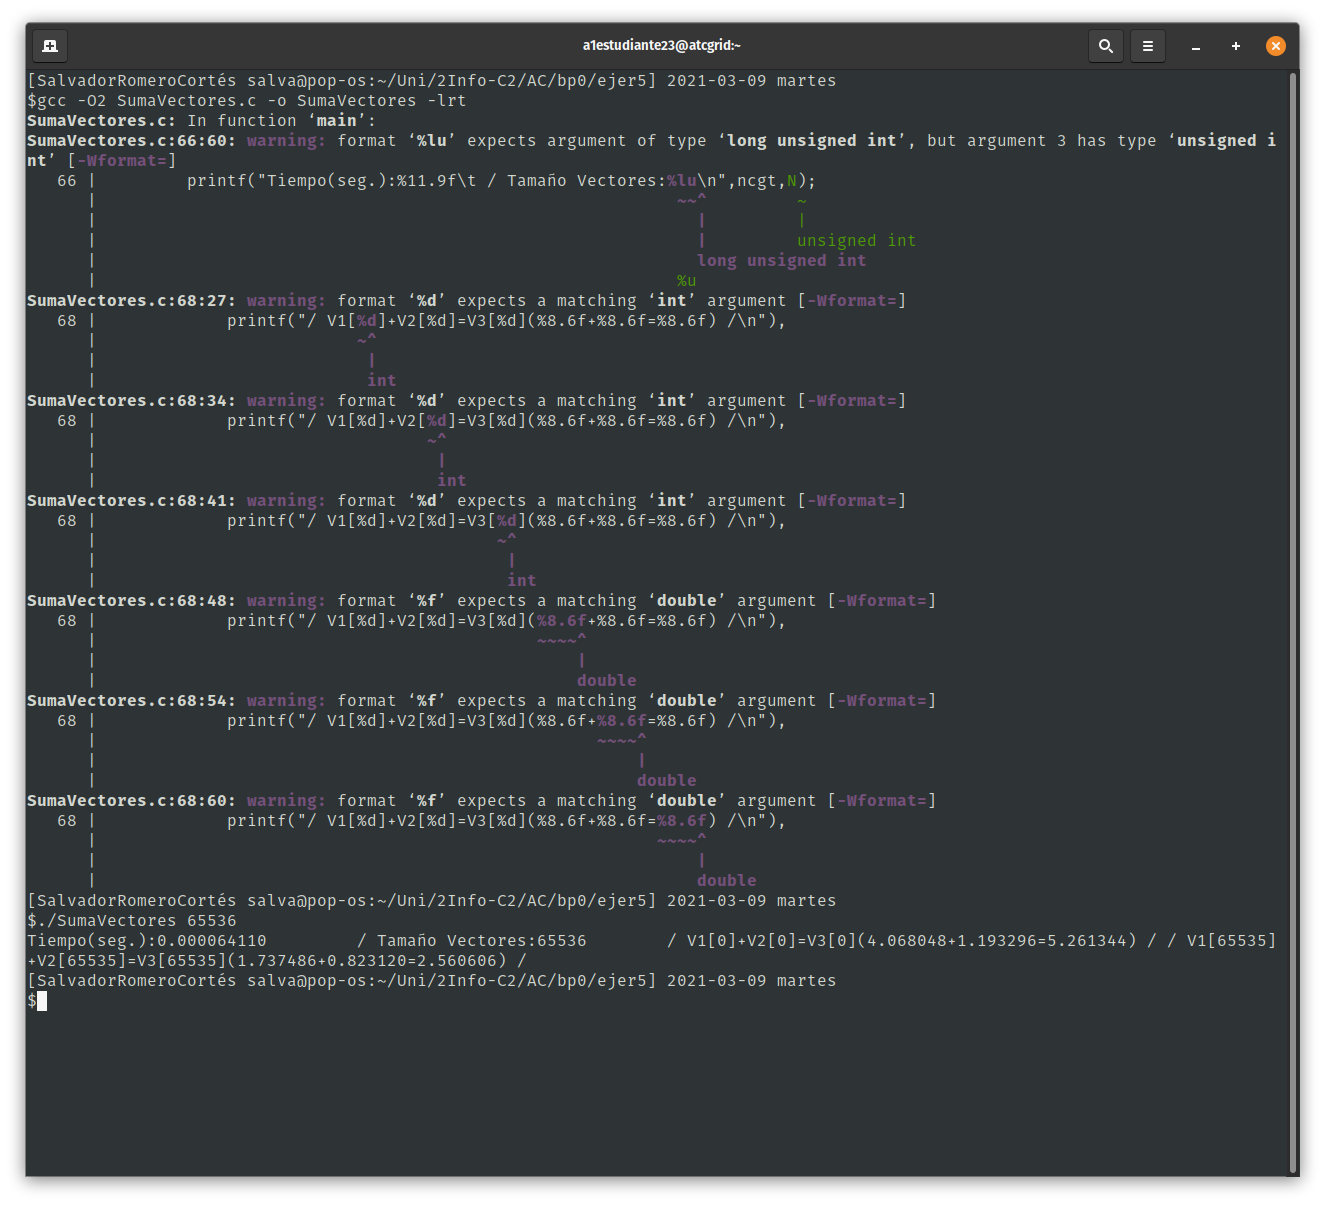 a1estudiante23@atcgrid:~
[SalvadorRomeroCortés salva@pop-os:~/Uni/2Info-C2/AC/bp0/ejer5] 2021-03-09 martes
$gcc -O2 SumaVectores.c -o SumaVectores -lrt
SumaVectores.c: In function ‘main’:
SumaVectores.c:66:60: warning: format ‘%lu’ expects argument of type ‘long unsigned int’, but argument 3 has type ‘unsigned i
nt’ [-Wformat=]
   66 |         printf("Tiempo(seg.):%11.9f\t / Tamaño Vectores:%lu\n",ncgt,N);
      |                                                          ~~^         ~
      |                                                            |         |
      |                                                            |         unsigned int
      |                                                            long unsigned int
      |                                                          %u
SumaVectores.c:68:27: warning: format ‘%d’ expects a matching ‘int’ argument [-Wformat=]
   68 |             printf("/ V1[%d]+V2[%d]=V3[%d](%8.6f+%8.6f=%8.6f) /\n"),
      |                          ~^
      |                           |
      |                           int
SumaVectores.c:68:34: warning: format ‘%d’ expects a matching ‘int’ argument [-Wformat=]
   68 |             printf("/ V1[%d]+V2[%d]=V3[%d](%8.6f+%8.6f=%8.6f) /\n"),
      |                                 ~^
      |                                  |
      |                                  int
SumaVectores.c:68:41: warning: format ‘%d’ expects a matching ‘int’ argument [-Wformat=]
   68 |             printf("/ V1[%d]+V2[%d]=V3[%d](%8.6f+%8.6f=%8.6f) /\n"),
      |                                        ~^
      |                                         |
      |                                         int
SumaVectores.c:68:48: warning: format ‘%f’ expects a matching ‘double’ argument [-Wformat=]
   68 |             printf("/ V1[%d]+V2[%d]=V3[%d](%8.6f+%8.6f=%8.6f) /\n"),
      |                                            ~~~~^
      |                                                |
      |                                                double
SumaVectores.c:68:54: warning: format ‘%f’ expects a matching ‘double’ argument [-Wformat=]
   68 |             printf("/ V1[%d]+V2[%d]=V3[%d](%8.6f+%8.6f=%8.6f) /\n"),
      |                                                  ~~~~^
      |                                                      |
      |                                                      double
SumaVectores.c:68:60: warning: format ‘%f’ expects a matching ‘double’ argument [-Wformat=]
   68 |             printf("/ V1[%d]+V2[%d]=V3[%d](%8.6f+%8.6f=%8.6f) /\n"),
      |                                                        ~~~~^
      |                                                            |
      |                                                            double
[SalvadorRomeroCortés salva@pop-os:~/Uni/2Info-C2/AC/bp0/ejer5] 2021-03-09 martes
$./SumaVectores 65536
Tiempo(seg.):0.000064110         / Tamaño Vectores:65536        / V1[0]+V2[0]=V3[0](4.068048+1.193296=5.261344) / / V1[65535]
+V2[65535]=V3[65535](1.737486+0.823120=2.560606) /
[SalvadorRomeroCortés salva@pop-os:~/Uni/2Info-C2/AC/bp0/ejer5] 2021-03-09 martes
$